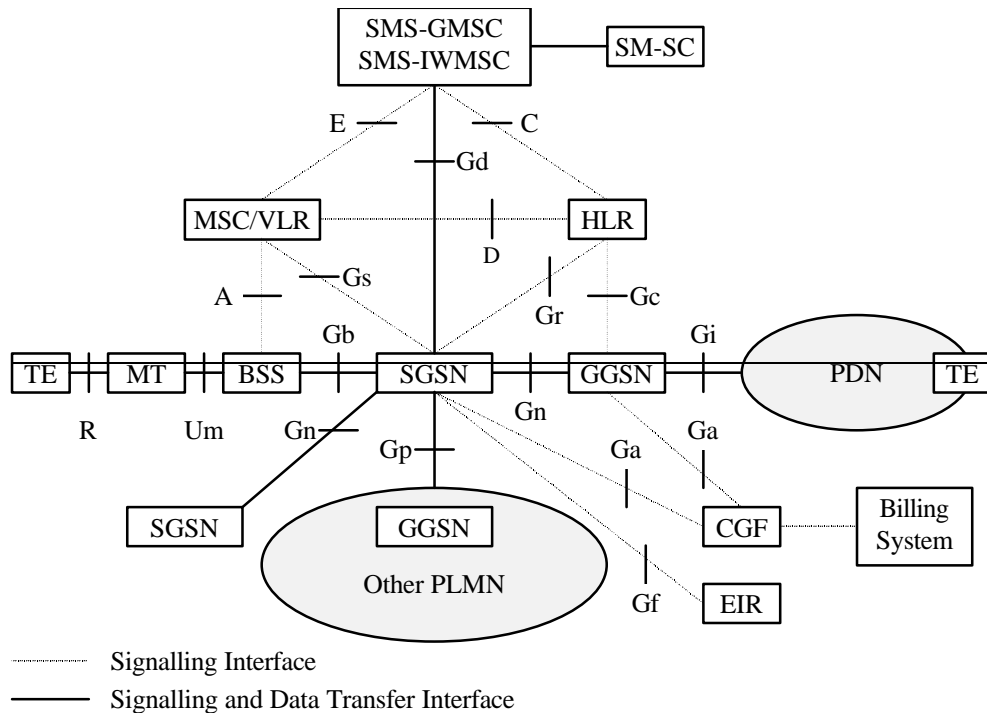 SMS-GMSC
SMS-IWMSC
SM-SC
E
C
Gd
MSC/VLR
HLR
D
Gs
Gr
A
Gc
Gb
Gi
TE
MT
BSS
SGSN
GGSN
PDN
TE
R
Um
Gn
Gn
Gp
Ga
Ga
SGSN
GGSN
CGF
Billing
System
Other PLMN
Gf
EIR
Signalling Interface
Signalling and Data Transfer Interface